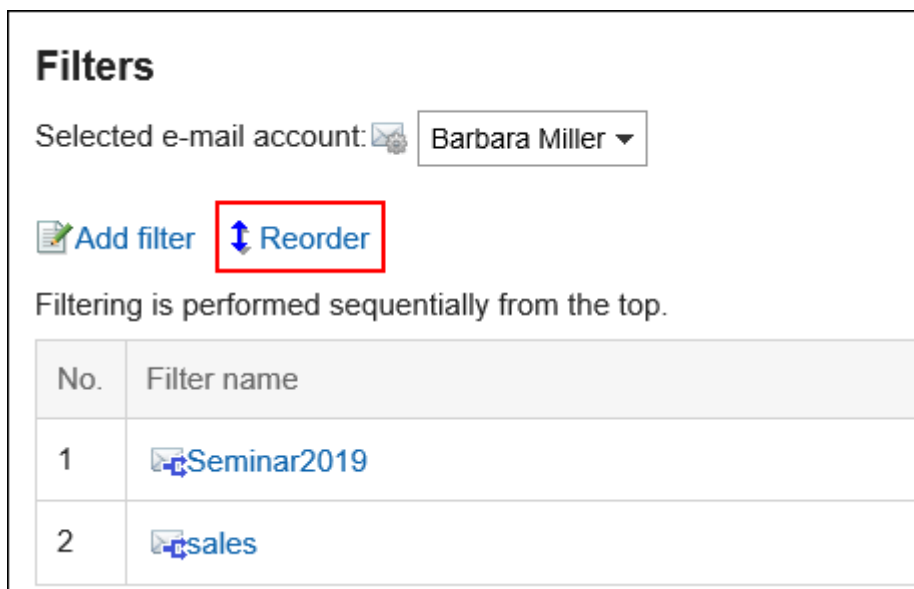 Filters
Selected e-mail account: Barbara Miller
Add filter Reorder
Filtering is performed sequentially from the top.
No. Filter name
1 Seminar2019
2 sales